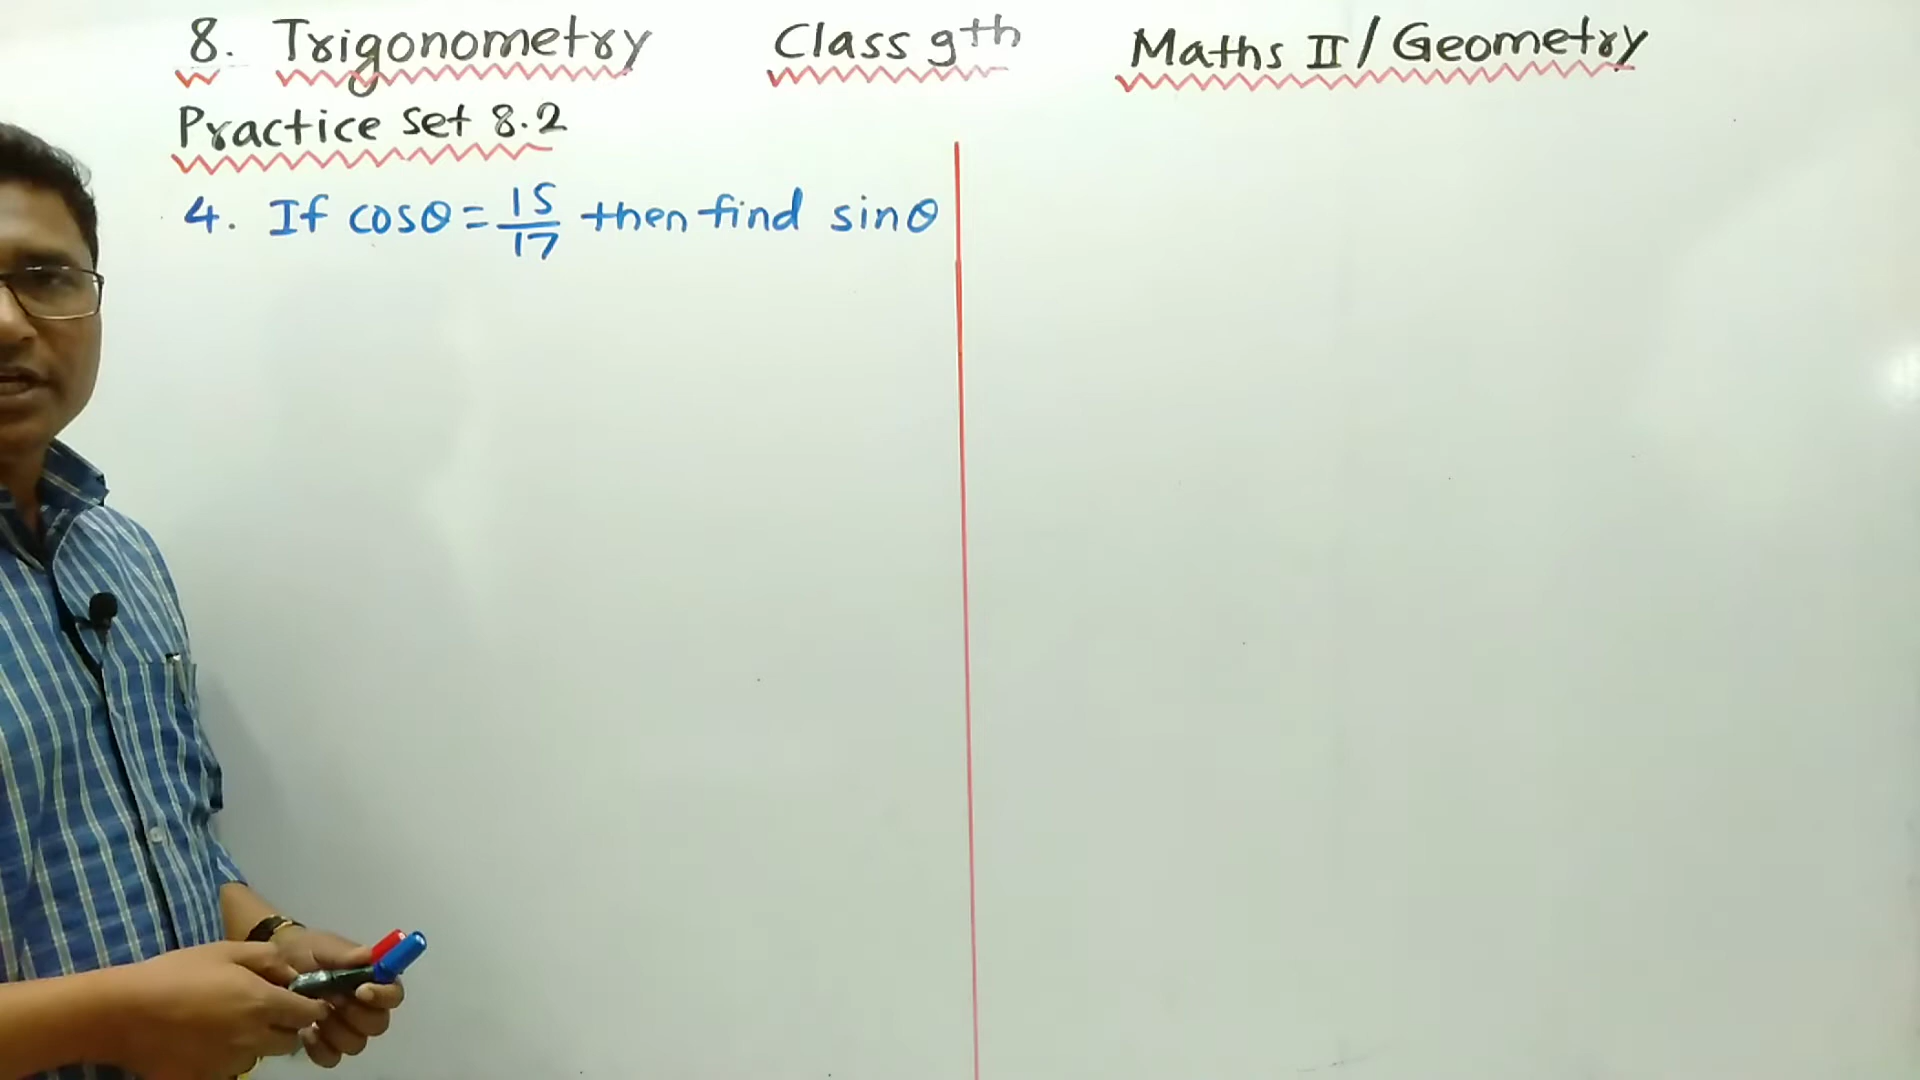 8. Trigonometry Class 9th Maths II / Geometry
Practice set 8.2
4. If cosθ = 15/17 then find sinθ